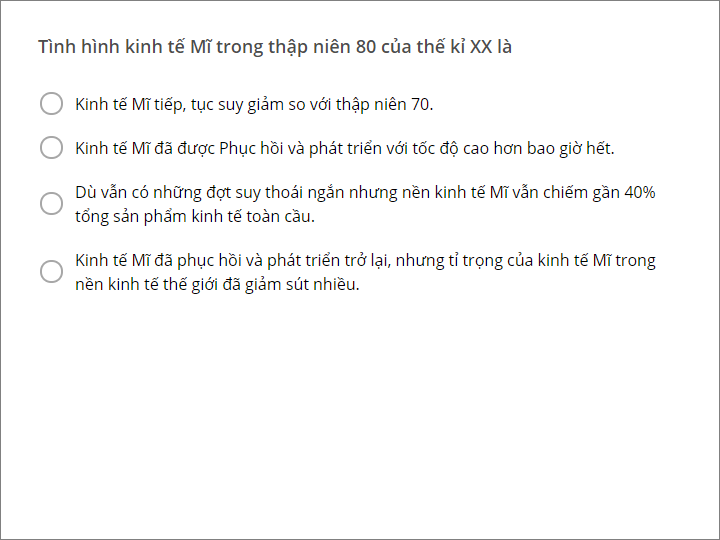 Tình hình kinh tế Mĩ trong thập niên 80 của thế kỉ XX là
Kinh tế Mĩ tiếp, tục suy giảm so với thập niên 70.
Kinh tế Mĩ đã được Phục hồi và phát triển với tốc độ cao hơn bao giờ hết.
Dù vẫn có những đợt suy thoái ngắn nhưng nền kinh tế Mĩ vẫn chiếm gần 40%
tổng sản phẩm kinh tế toàn cầu.
Kinh tế Mĩ đã phục hồi và phát triển trở lại, nhưng tỉ trọng của kinh tế Mĩ trong
nền kinh tế thế giới đã giảm sút nhiều.